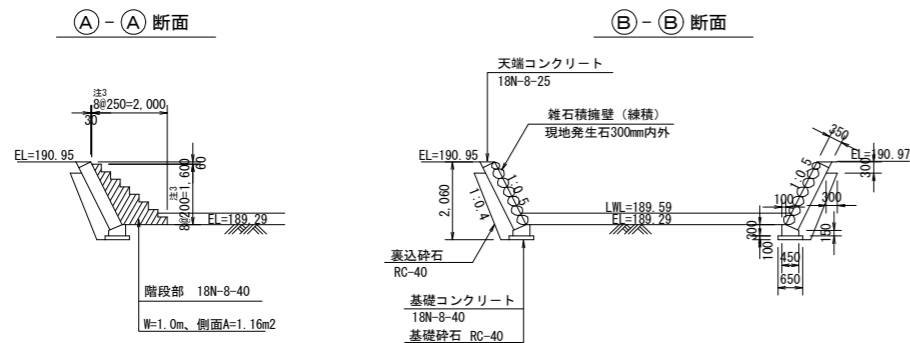 A - A 断面
注3
8@250=2,000
30
EL=190.95
60
注3
8@200=1,600
EL=189.29
階段部 18N-8-40
W=1.0m、側面A=1.16m2
B - B 断面
天端コンクリート
18N-8-25
雑石積擁壁（練積）
現地発生石300mm内外
EL=190.95
2,060
1:0.5
1:0.4
LWL=189.59
EL=189.29
300
100
裏込砕石
RC-40
基礎コンクリート
18N-8-40
基礎砕石 RC-40
350
EL=190.97
300
1:0.5
100
300
150
450
650